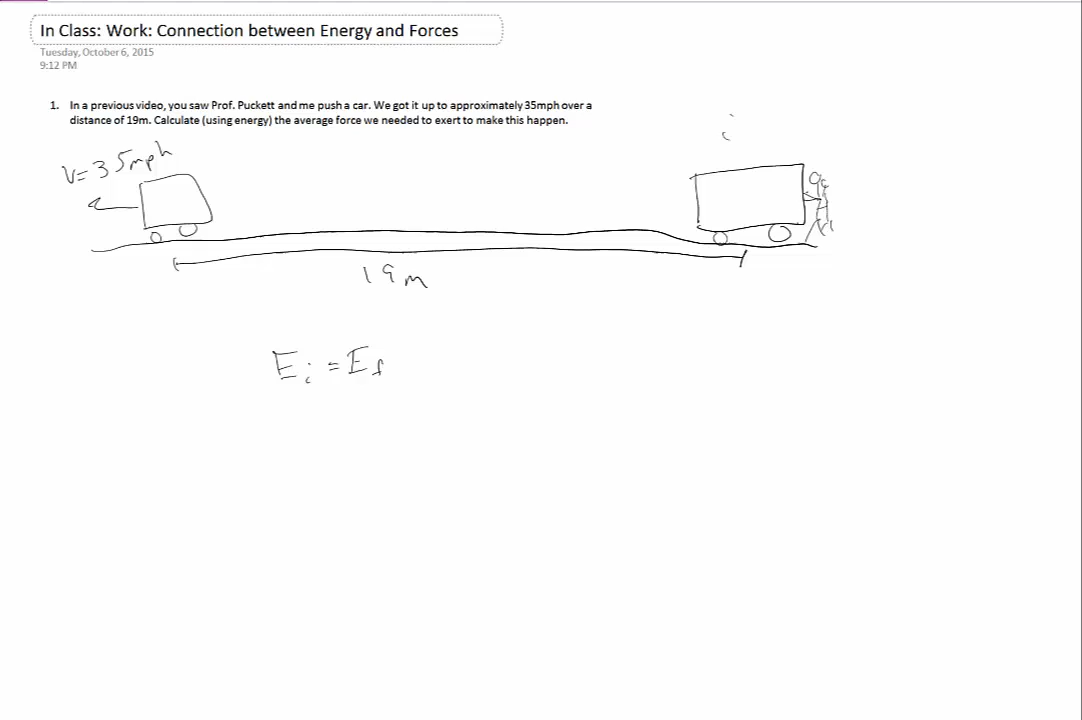 In Class: Work: Connection between Energy and Forces
Tuesday, October 6, 2015
9:12 PM
1. In a previous video, you saw Prof. Puckett and me push a car. We got it up to approximately 35mph over a
distance of 19m. Calculate (using energy) the average force we needed to exert to make this happen.
i
V=35mph
19m
Ei = Ef